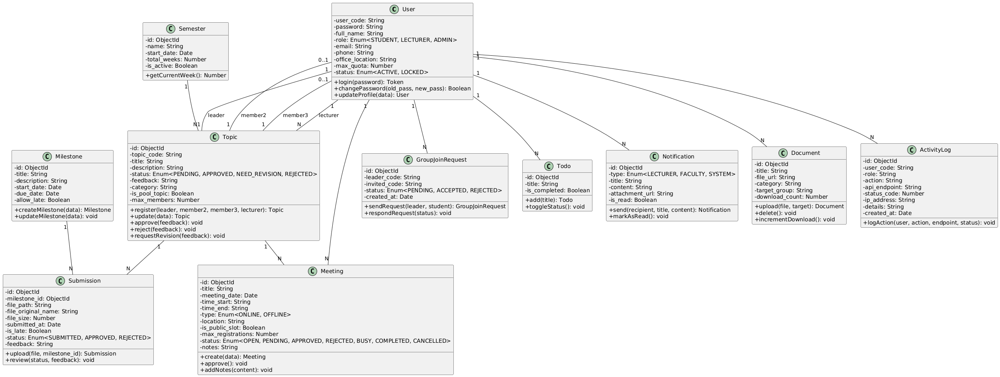 C User
-user_code: String
-password: String
-full_name: String
-role: Enum<STUDENT, LECTURER, ADMIN>
-email: String
-phone: String
-office_location: String
-max_quota: Number
-status: Enum<ACTIVE, LOCKED>
+login(password): Token
+changePassword(old_pass, new_pass): Boolean
+updateProfile(data): User
C Semester
-id: ObjectId
-name: String
-start_date: Date
-total_weeks: Number
-is_active: Boolean
+getCurrentWeek(): Number
0..1
1
0..1
1
1
1
1
1
1
1
1
1
leader
member2
member3
lecturer
N
1
1
1
N
N
N
N
N
N
C Topic
-id: ObjectId
-topic_code: String
-title: String
-description: String
-status: Enum<PENDING, APPROVED, NEED_REVISION, REJECTED>
-feedback: String
-category: String
-is_pool_topic: Boolean
-max_members: Number
+register(leader, member2, member3, lecturer): Topic
+update(data): Topic
+approve(feedback): void
+reject(feedback): void
+requestRevision(feedback): void
C Milestone
-id: ObjectId
-title: String
-description: String
-start_date: Date
-due_date: Date
-allow_late: Boolean
+createMilestone(data): Milestone
+updateMilestone(data): void
C GroupJoinRequest
-id: ObjectId
-leader_code: String
-invited_code: String
-status: Enum<PENDING, ACCEPTED, REJECTED>
-created_at: Date
+sendRequest(leader, student): GroupJoinRequest
+respondRequest(status): void
C Todo
-id: ObjectId
-title: String
-is_completed: Boolean
+add(title): Todo
+toggleStatus(): void
C Notification
-id: ObjectId
-type: Enum<LECTURER, FACULTY, SYSTEM>
-title: String
-content: String
-attachment_url: String
-is_read: Boolean
+send(recipient, title, content): Notification
+markAsRead(): void
C Document
-id: ObjectId
-title: String
-file_url: String
-category: String
-target_group: String
-download_count: Number
+upload(file, target): Document
+delete(): void
+incrementDownload(): void
C ActivityLog
-id: ObjectId
-user_code: String
-role: String
-action: String
-api_endpoint: String
-status_code: Number
-ip_address: String
-details: String
-created_at: Date
+logAction(user, action, endpoint, status): void
1
1
1
N
N
N
N
C Submission
-id: ObjectId
-milestone_id: ObjectId
-file_path: String
-file_original_name: String
-file_size: Number
-submitted_at: Date
-is_late: Boolean
-status: Enum<SUBMITTED, APPROVED, REJECTED>
-feedback: String
+upload(file, milestone_id): Submission
+review(status, feedback): void
C Meeting
-id: ObjectId
-title: String
-meeting_date: Date
-time_start: String
-time_end: String
-type: Enum<ONLINE, OFFLINE>
-location: String
-is_public_slot: Boolean
-max_registrations: Number
-status: Enum<OPEN, PENDING, APPROVED, REJECTED, BUSY, COMPLETED, CANCELLED>
-notes: String
+create(data): Meeting
+approve(): void
+addNotes(content): void